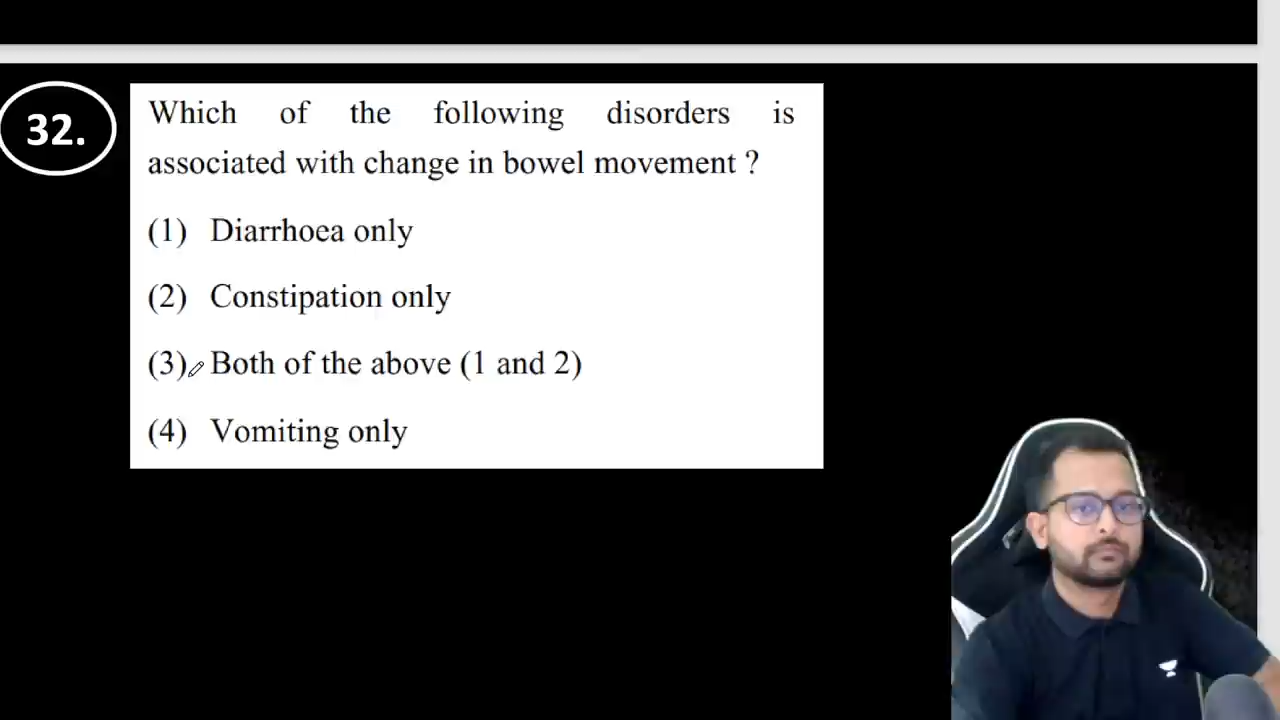 32.
Which of the following disorders is
associated with change in bowel movement ?
(1) Diarrhoea only
(2) Constipation only
(3) Both of the above (1 and 2)
(4) Vomiting only